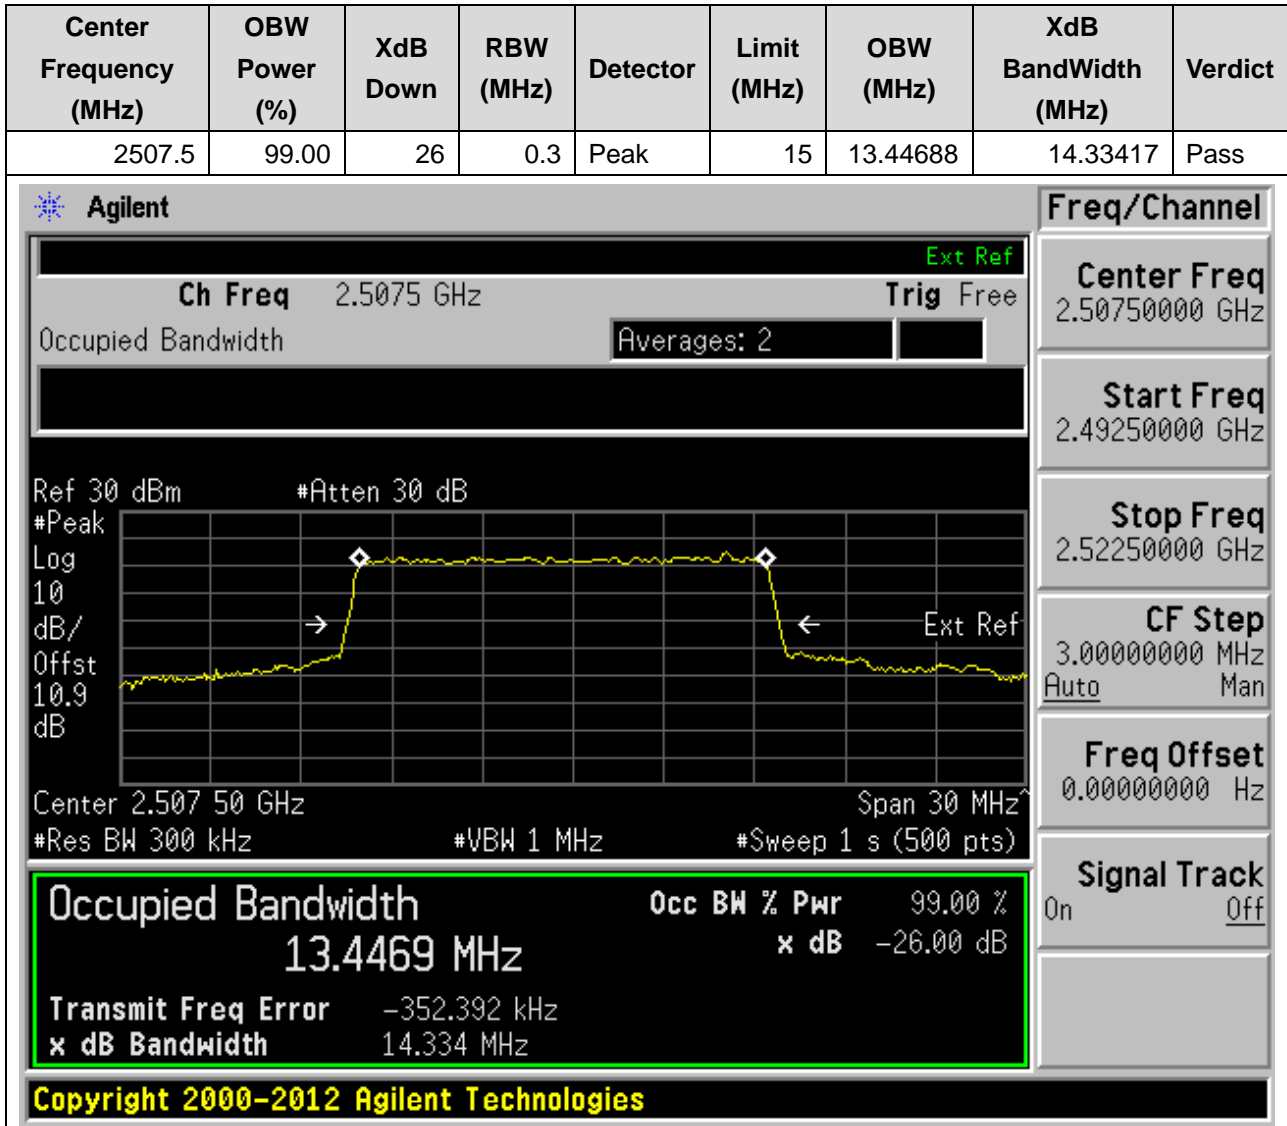 Center Frequency (MHz) OBW Power (%) XdB Down RBW (MHz) Detector Limit (MHz) OBW (MHz) XdB BandWidth (MHz) Verdict
2507.5 99.00 26 0.3 Peak 15 13.44688 14.33417 Pass
Agilent
Ext Ref
Ch Freq 2.5075 GHz Trig Free
Occupied Bandwidth Averages: 2
Ref 30 dBm #Atten 30 dB
#Peak
Log
10
dB/
Ext Ref
Offst
10.9
dB
Center 2.507 50 GHz Span 30 MHz^
#Res BW 300 kHz #VBW 1 MHz #Sweep 1 s (500 pts)
Occupied Bandwidth Occ BW % Pwr 99.00 %
13.4469 MHz x dB -26.00 dB
Transmit Freq Error -352.392 kHz
x dB Bandwidth 14.334 MHz
Copyright 2000-2012 Agilent Technologies
Freq/Channel
Center Freq
2.50750000 GHz
Start Freq
2.49250000 GHz
Stop Freq
2.52250000 GHz
CF Step
3.00000000 MHz
Auto Man
Freq Offset
0.00000000 Hz
Signal Track
On Off